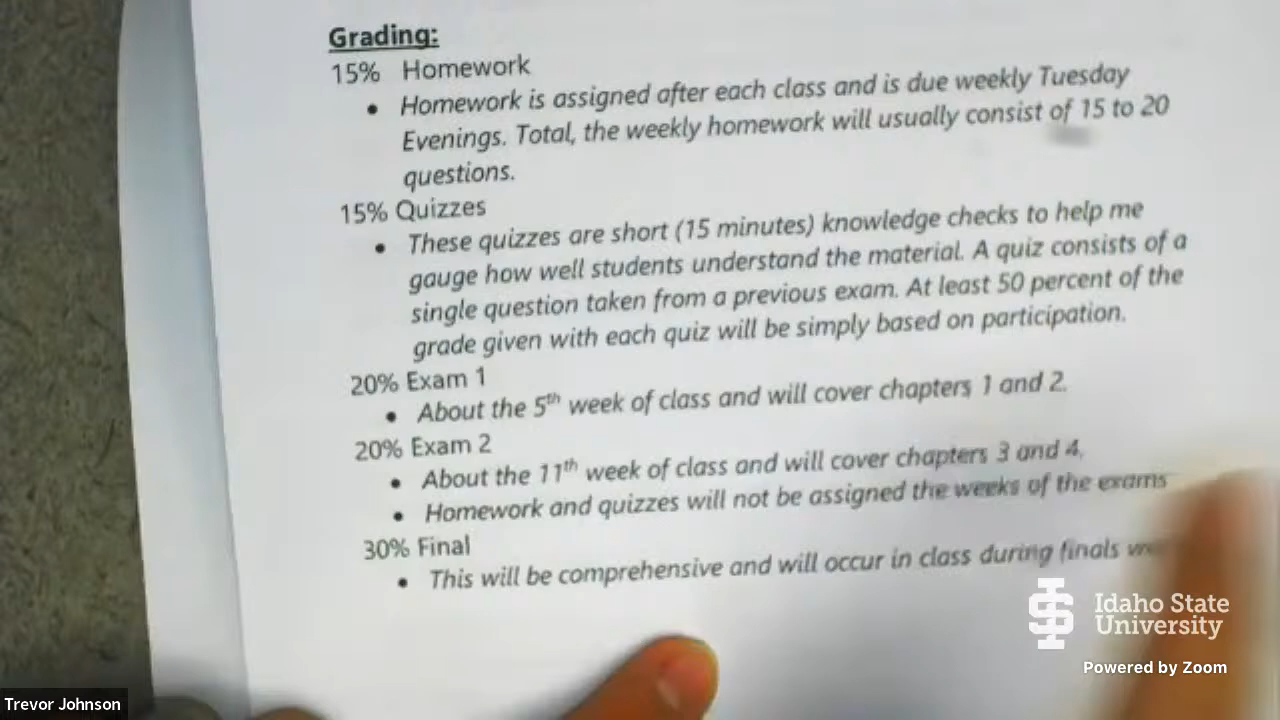 Grading:
15% Homework
• Homework is assigned after each class and is due weekly Tuesday
Evenings. Total, the weekly homework will usually consist of 15 to 20
questions.
15% Quizzes
• These quizzes are short (15 minutes) knowledge checks to help me
gauge how well students understand the material. A quiz consists of a
single question taken from a previous exam. At least 50 percent of the
grade given with each quiz will be simply based on participation.
20% Exam 1
• About the 5th week of class and will cover chapters 1 and 2.
20% Exam 2
• About the 11th week of class and will cover chapters 3 and 4.
• Homework and quizzes will not be assigned the weeks of the exams
30% Final
• This will be comprehensive and will occur in class during finals
Idaho State
University
Powered by Zoom
Trevor Johnson